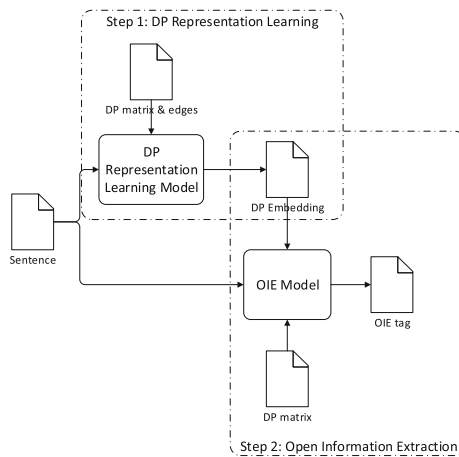 Step 1: DP Representation Learning
DP matrix & edges
DP
Representation
Learning Model
DP Embedding
Sentence
OIE Model
OIE tag
DP matrix
Step 2: Open Information Extraction